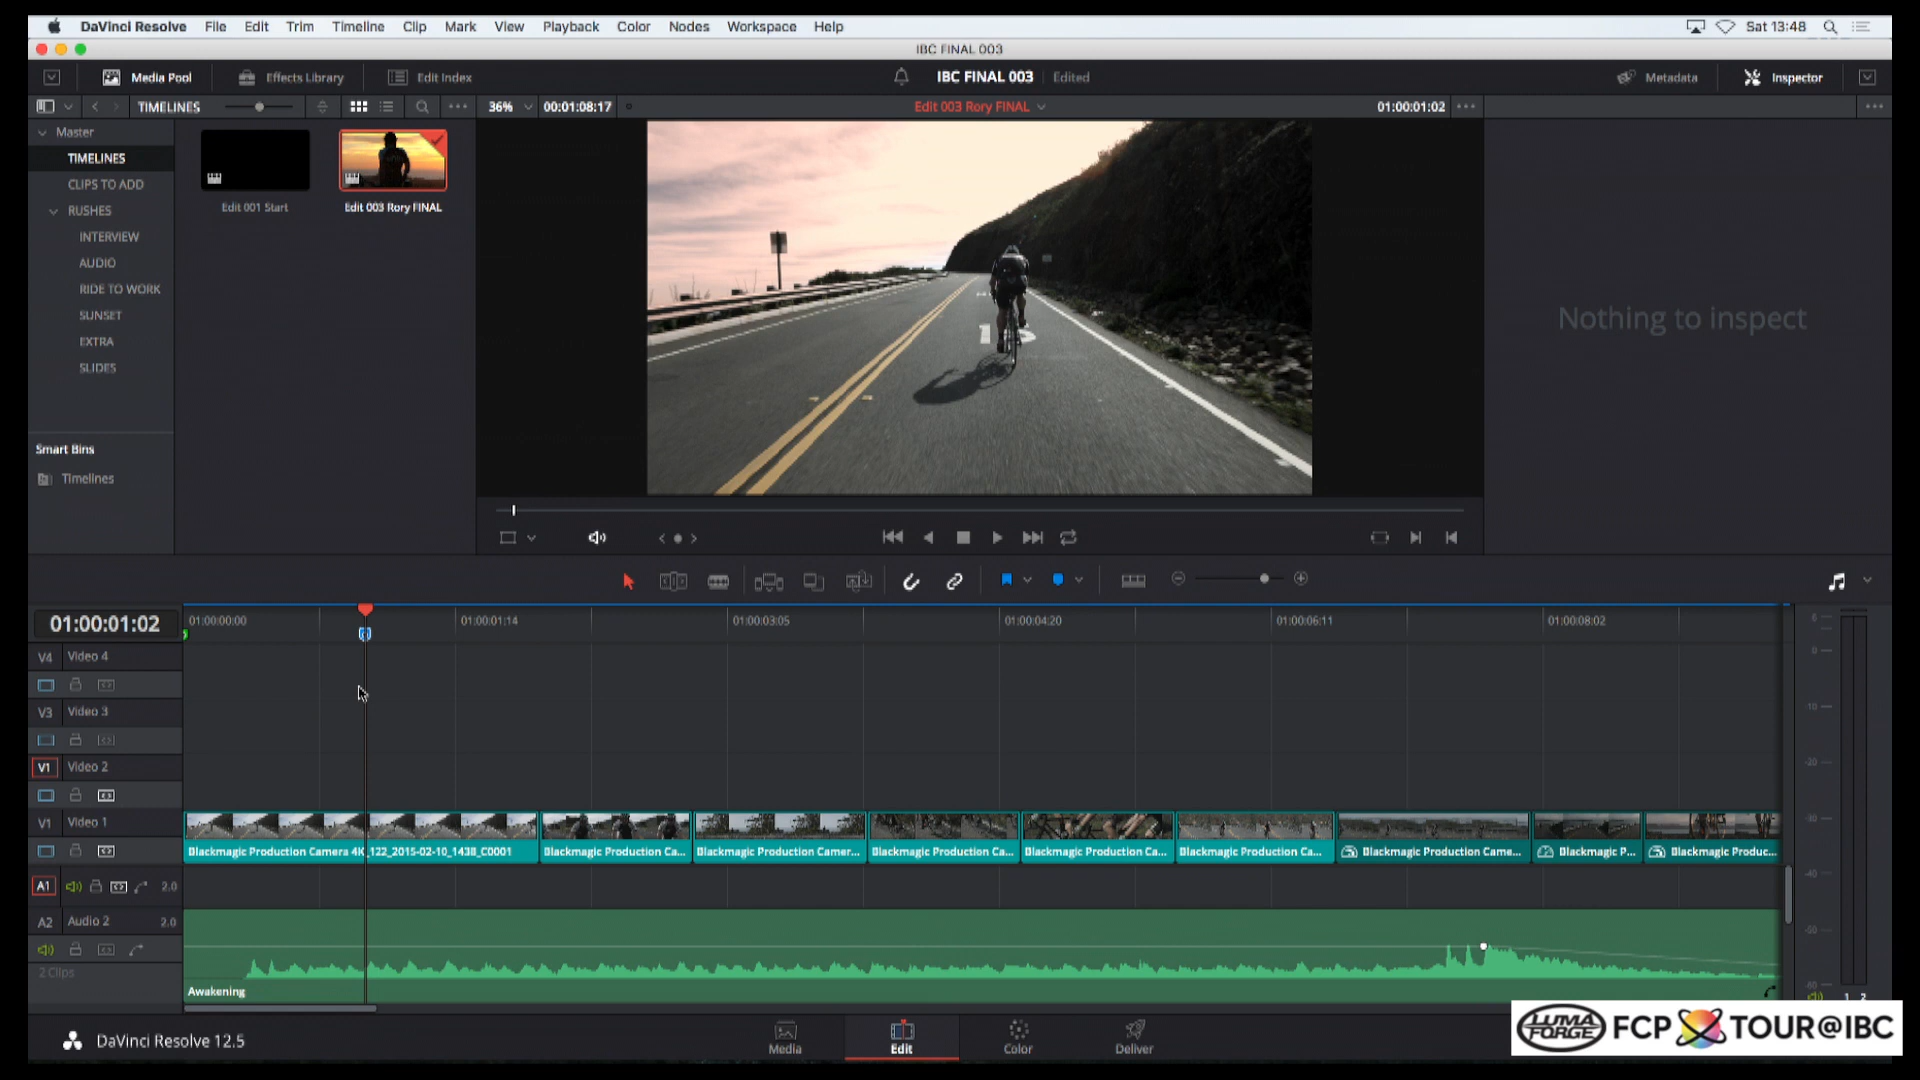 DaVinci Resolve File Edit Trim Timeline Clip Mark View Playback Color Nodes Workspace Help Sat 13:48
IBC FINAL 003
Media Pool Effects Library Edit Index IBC FINAL 003 Edited Metadata Inspector
TIMELINES 36% 00:01:08:17 Edit 003 Rory FINAL 01:00:01:02
Master
TIMELINES
CLIPS TO ADD
RUSHES
INTERVIEW
AUDIO
RIDE TO WORK
SUNSET
EXTRA
SLIDES
Edit 001 Start Edit 003 Rory FINAL
Nothing to inspect
Smart Bins
Timelines
01:00:01:02 01:00:00:00 01:00:01:14 01:00:03:05 01:00:04:20 01:00:06:11 01:00:08:02
V4 Video 4
V3 Video 3
V1 Video 2
V1 Video 1
Blackmagic Production Camera 4K_122_2015-02-10_1438_C0001 Blackmagic Production Ca... Blackmagic Production Camer... Blackmagic Production Ca... Blackmagic Production Ca... Blackmagic Production Ca... Blackmagic Production Came... Blackmagic P... Blackmagic Produc...
A1 2.0
A2 Audio 2 2.0
2 Clips
Awakening
0
-10
-20
-30
-40
-50
DaVinci Resolve 12.5 Media Edit Color Deliver
LUMA FORGE FCP TOUR@IBC